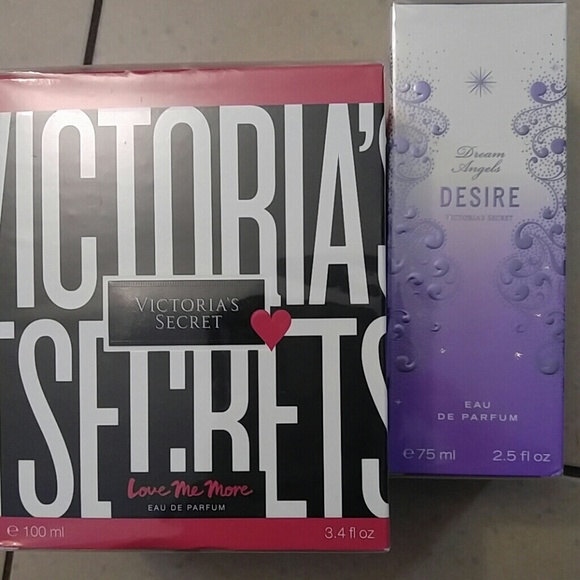 VICTORIA'S
SECRETS
VICTORIA'S
SECRET
Love Me More
EAU DE PARFUM
e 100 ml 3.4 fl oz
Dream
Angels
DESIRE
VICTORIA'S SECRET
EAU
DE PARFUM
e 75 ml 2.5 fl oz